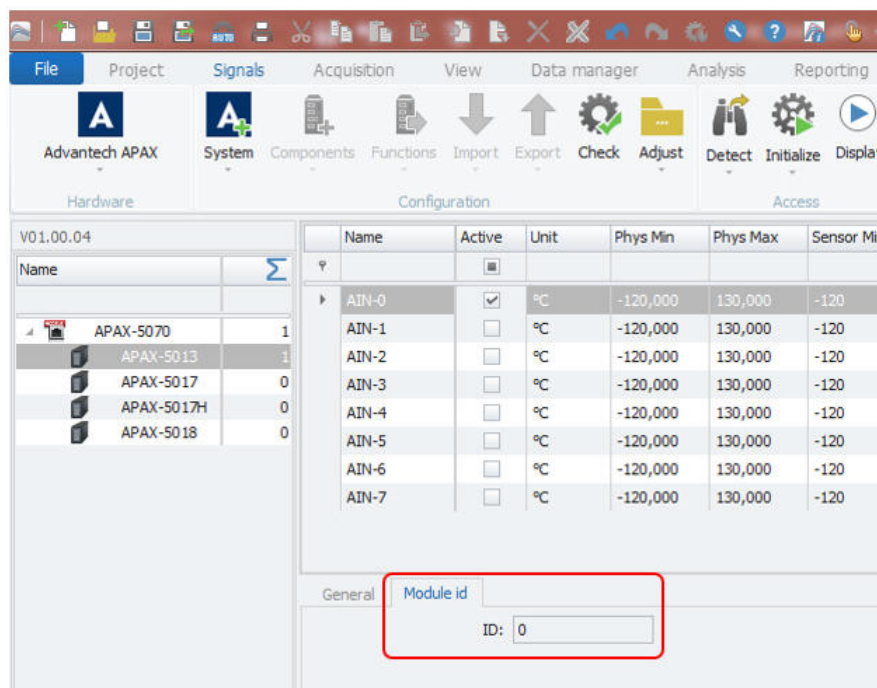 AUTO
?
File Project Signals Acquisition View Data manager Analysis Reporting
A A
Advantech APAX System Components Functions Import Export Check Adjust Detect Initialize Displa
Hardware Configuration Access
V01.00.04
Name Active Unit Phys Min Phys Max Sensor Mi
Name Σ
AIN-0 °C -120,000 130,000 -120
AIN-1 °C -120,000 130,000 -120
APAX-5070 1
AIN-2 °C -120,000 130,000 -120
APAX-5013 1
AIN-3 °C -120,000 130,000 -120
APAX-5017 0
AIN-4 °C -120,000 130,000 -120
APAX-5017H 0
AIN-5 °C -120,000 130,000 -120
APAX-5018 0
AIN-6 °C -120,000 130,000 -120
AIN-7 °C -120,000 130,000 -120
General Module id
ID: 0